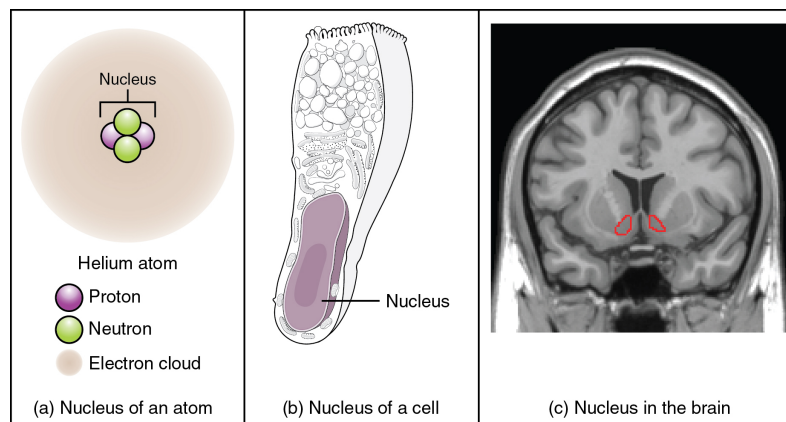 Nucleus
Helium atom
Proton
Neutron
Electron cloud
(a) Nucleus of an atom
Nucleus
(b) Nucleus of a cell
(c) Nucleus in the brain